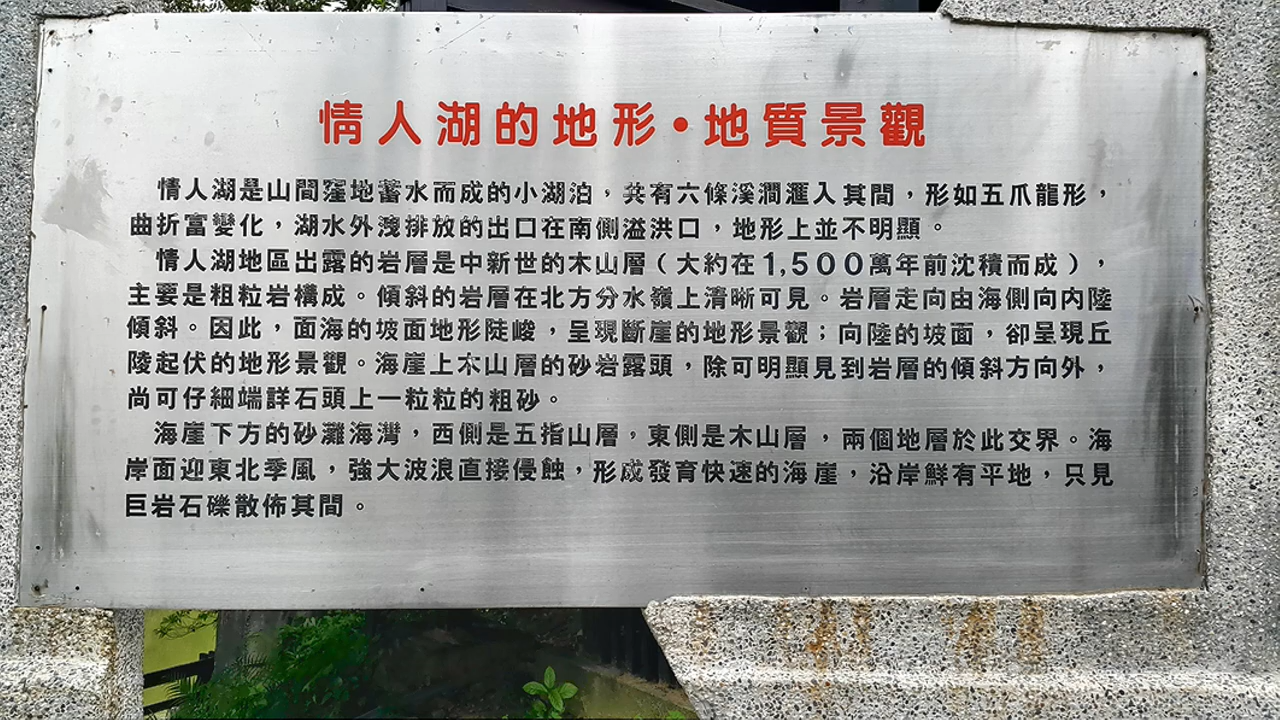 情人湖的地形•地質景觀
情人湖是山間窪地蓄水而成的小湖泊，共有六條溪澗滙入其間，形如五爪龍形，
曲折富變化，湖水外洩排放的出口在南側溢洪口，地形上並不明顯。
情人湖地區出露的岩層是中新世的木山層（大約在1,500萬年前沈積而成），
主要是粗粒岩構成。傾斜的岩層在北方分水嶺上清晰可見。岩層走向由海側向內陸
傾斜。因此，面海的坡面地形陡峻，呈現斷崖的地形景觀；向陸的坡面，卻呈現丘
陵起伏的地形景觀。海崖上木山層的砂岩露頭，除可明顯見到岩層的傾斜方向外，
尚可仔細端詳石頭上一粒粒的粗砂。
海崖下方的砂灘海灣，西側是五指山層，東側是木山層，兩個地層於此交界。海
岸面迎東北季風，強大波浪直接侵蝕，形成發育快速的海崖，沿岸鮮有平地，只見
巨岩石礫散佈其間。